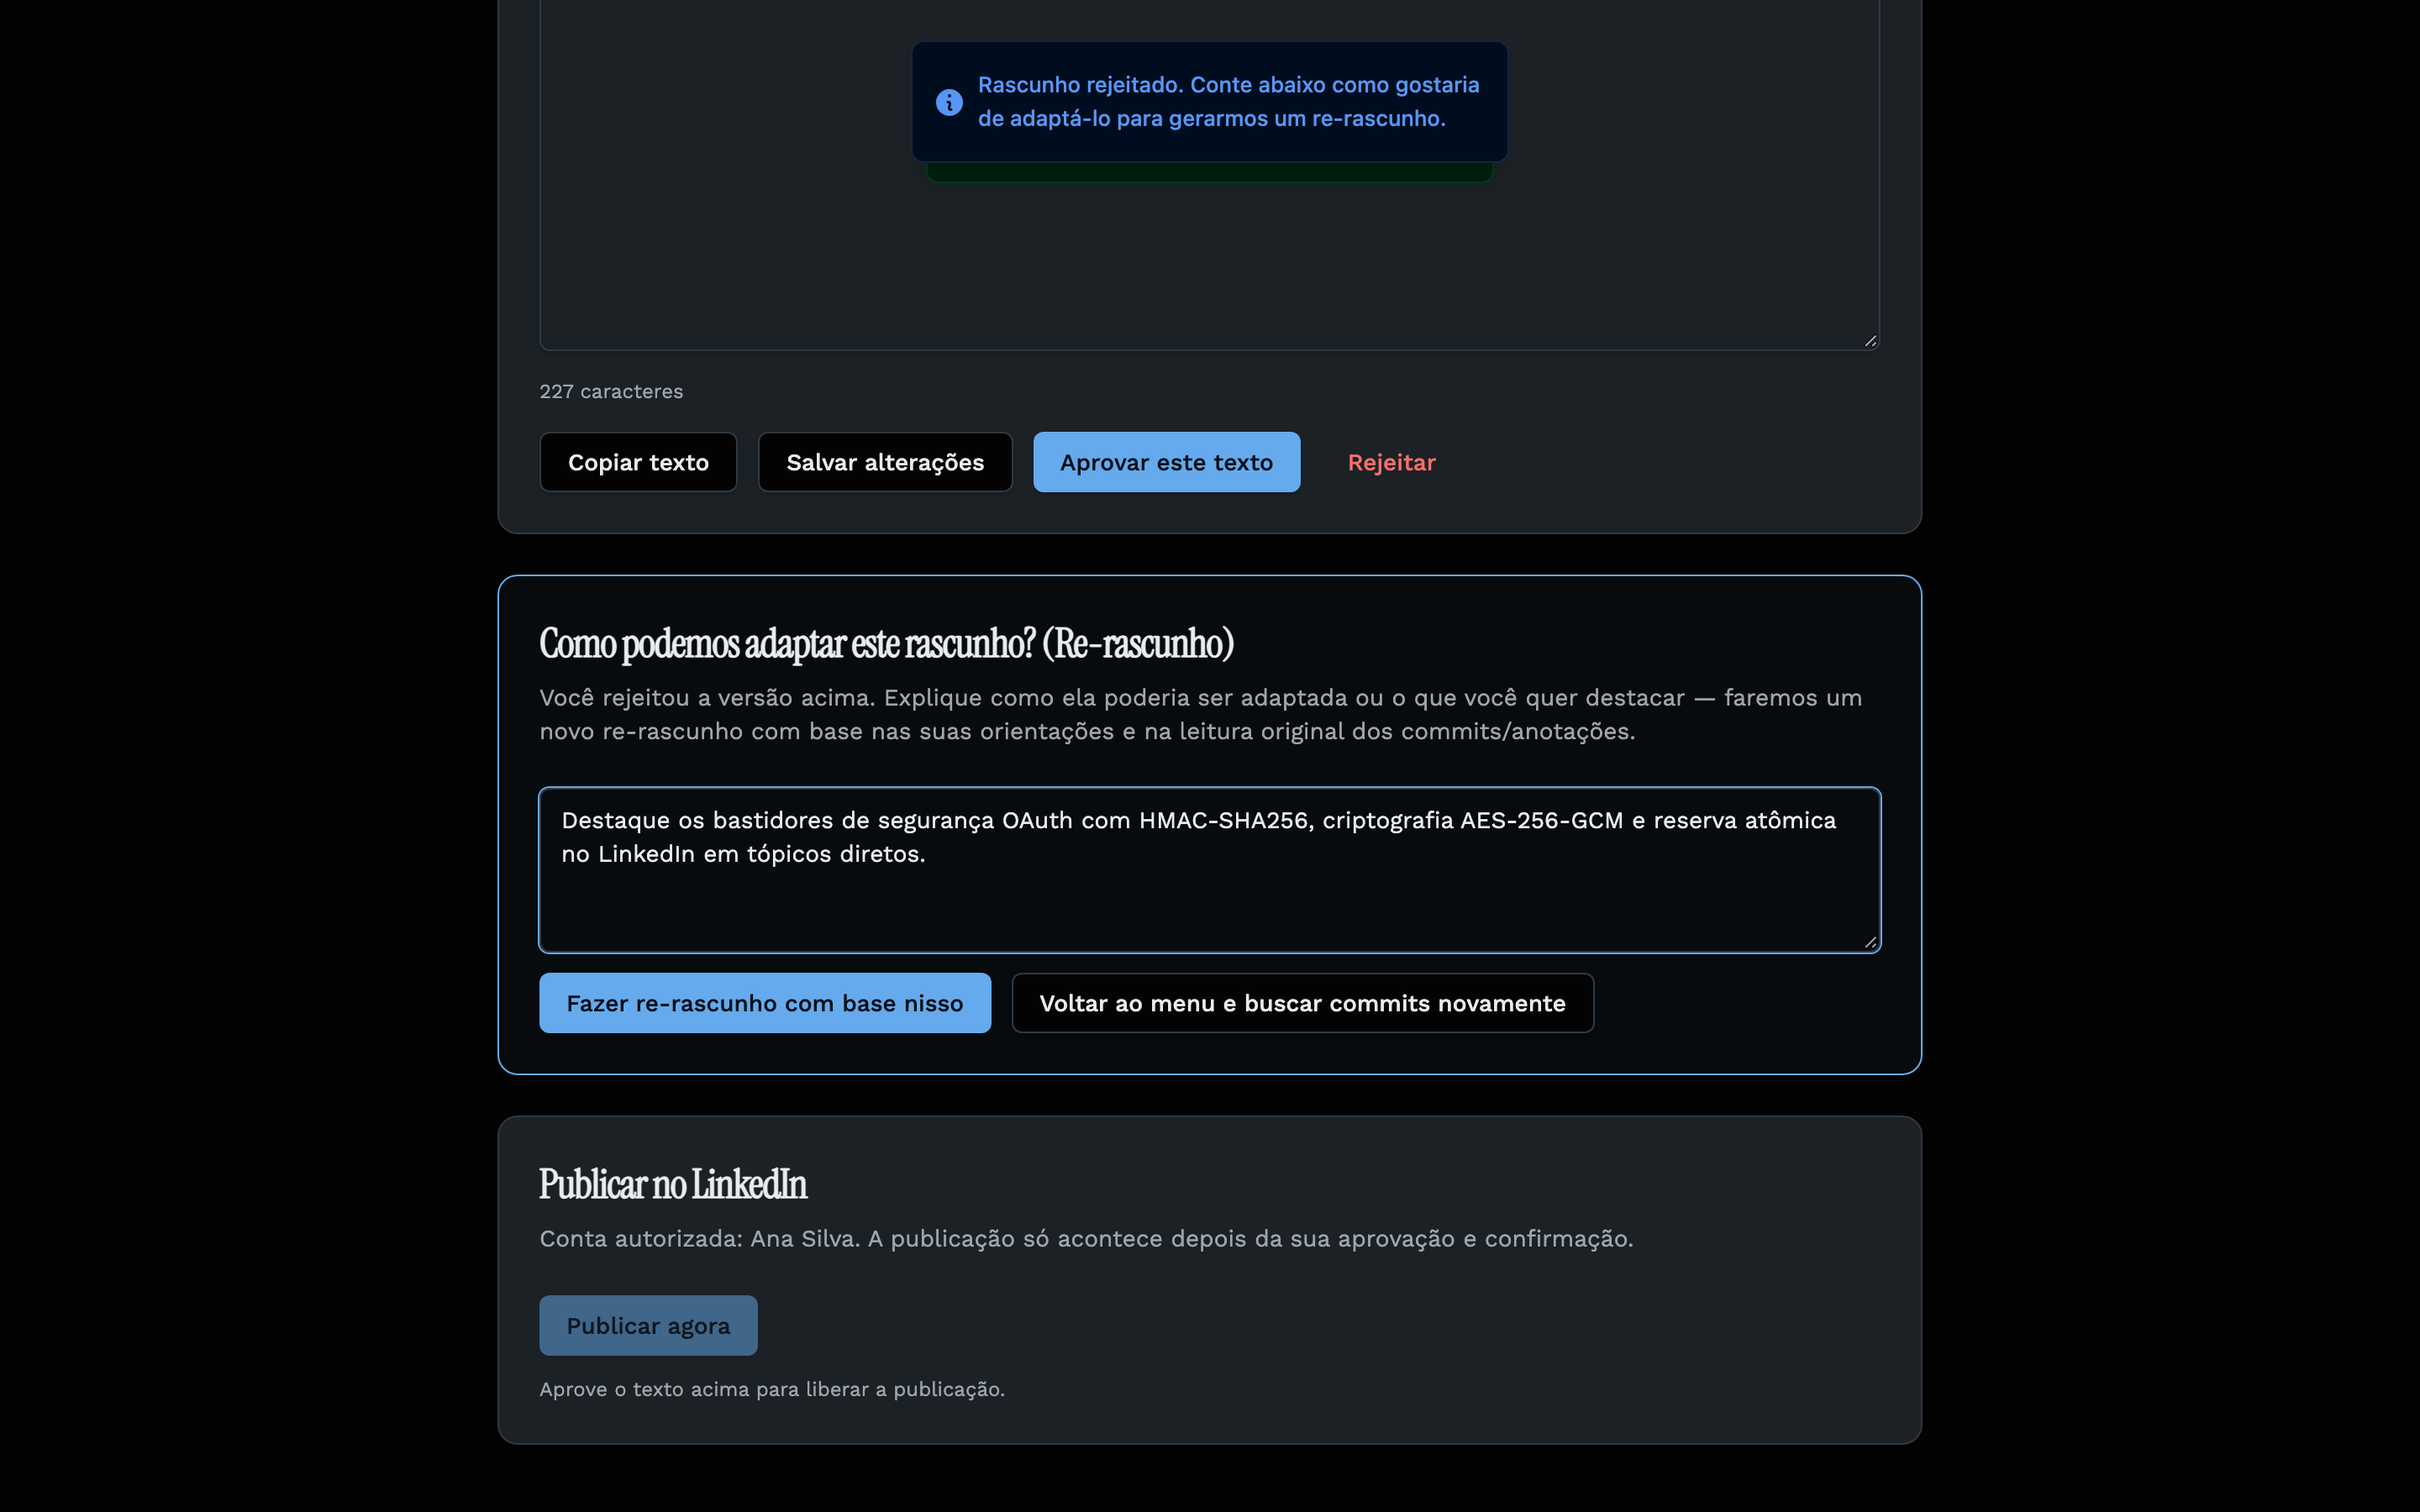 Rascunho rejeitado. Conte abaixo como gostaria
de adaptá-lo para gerarmos um re-rascunho.
227 caracteres
Copiar texto
Salvar alterações
Aprovar este texto
Rejeitar
Como podemos adaptar este rascunho? (Re-rascunho)
Você rejeitou a versão acima. Explique como ela poderia ser adaptada ou o que você quer destacar — faremos um
novo re-rascunho com base nas suas orientações e na leitura original dos commits/anotações.
Destaque os bastidores de segurança OAuth com HMAC-SHA256, criptografia AES-256-GCM e reserva atômica
no LinkedIn em tópicos diretos.
Fazer re-rascunho com base nisso
Voltar ao menu e buscar commits novamente
Publicar no LinkedIn
Conta autorizada: Ana Silva. A publicação só acontece depois da sua aprovação e confirmação.
Publicar agora
Aprove o texto acima para liberar a publicação.